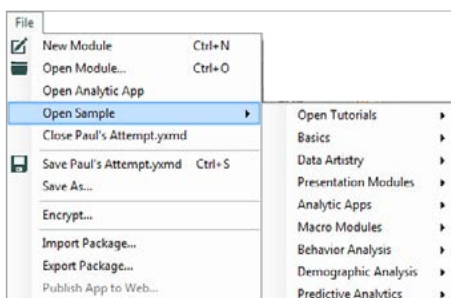 File
New Module Ctrl+N
Open Module... Ctrl+O
Open Analytic App
Open Sample
Close Paul's Attempt.yxmd
Save Paul's Attempt.yxmd Ctrl+S
Save As...
Encrypt...
Import Package...
Export Package...
Publish App to Web...
Open Tutorials
Basics
Data Artistry
Presentation Modules
Analytic Apps
Macro Modules
Behavior Analysis
Demographic Analysis
Predictive Analytics